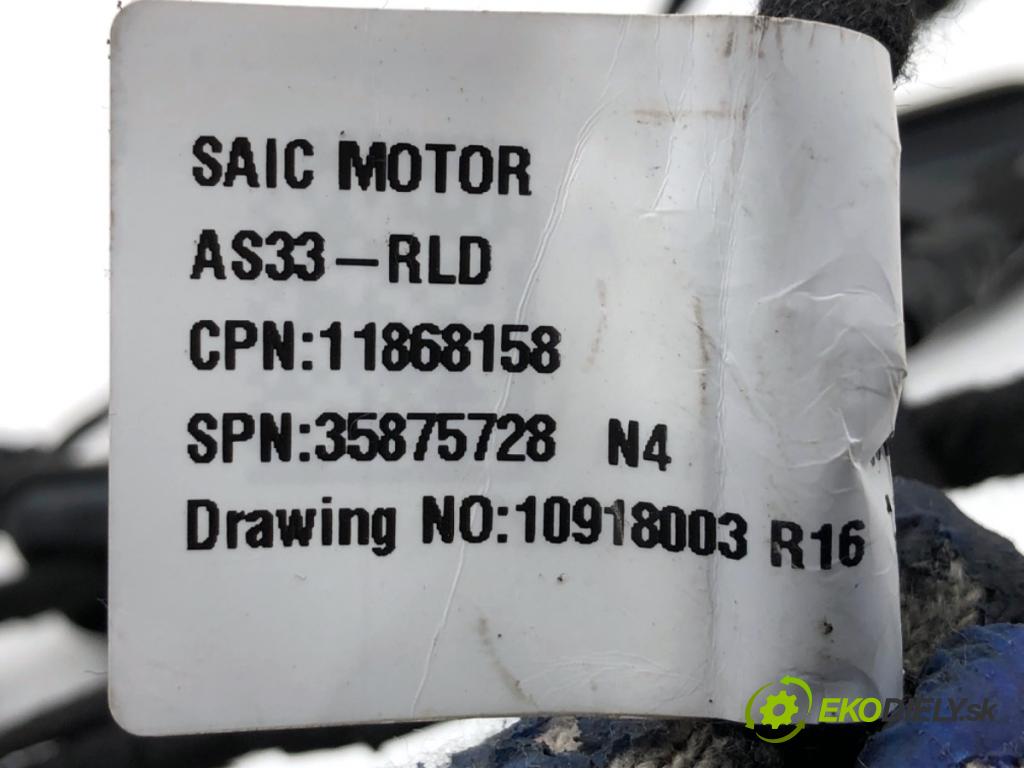 SAIC MOTOR
AS33-RLD
CPN:11868158
SPN:35875728 N4
Drawing NO:10918003 R16
EKODIELY.sk